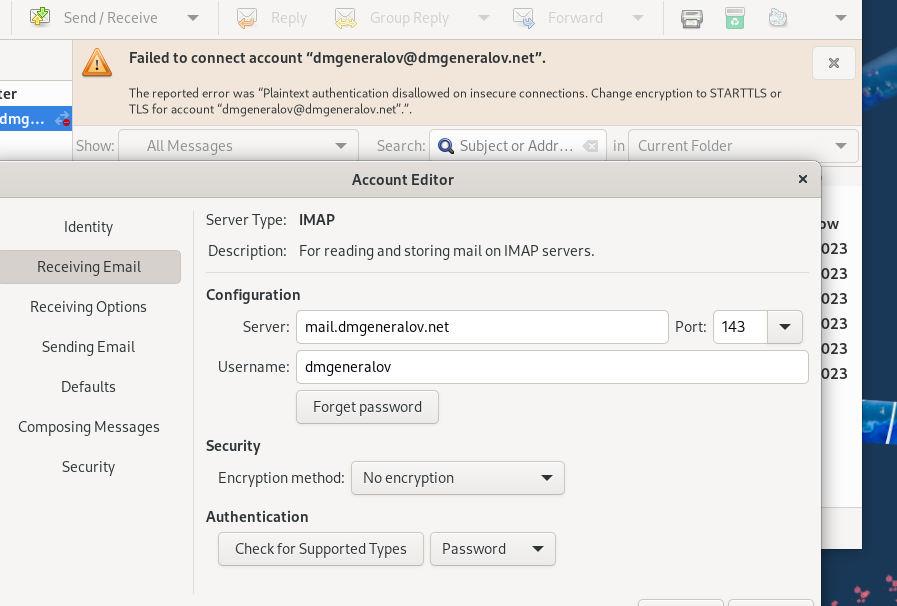 Send / Receive Reply Group Reply Forward
Failed to connect account “dmgeneralov@dmgeneralov.net”.
The reported error was “Plaintext authentication disallowed on insecure connections. Change encryption to STARTTLS or
TLS for account “dmgeneralov@dmgeneralov.net”.”.
ter
dmg...
Show: All Messages Search: Subject or Addr... in Current Folder
Account Editor
Identity
Receiving Email
Receiving Options
Sending Email
Defaults
Composing Messages
Security
Server Type: IMAP
Description: For reading and storing mail on IMAP servers.
Configuration
Server: mail.dmgeneralov.net Port: 143
Username: dmgeneralov
Forget password
Security
Encryption method: No encryption
Authentication
Check for Supported Types Password
ow
023
023
023
023
023
023